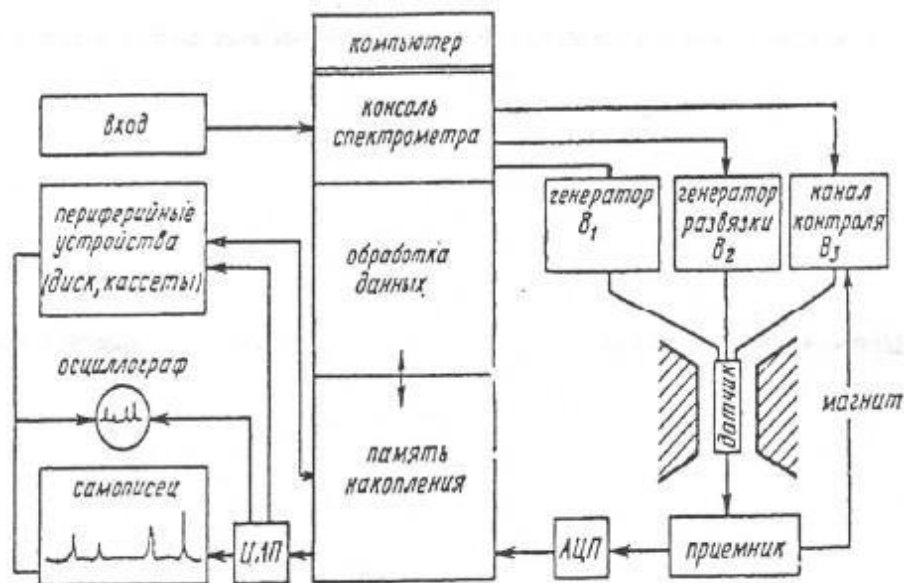 компьютер
вход
консоль
спектрометра
периферийные
устройства
(диск, кассеты)
обработка
данных
генератор
B₁
генератор
развязки
B₂
канал
контроля
B₃
осциллограф
датчик
магнит
память
накопления
самописец
ЦАП
АЦП
приемник